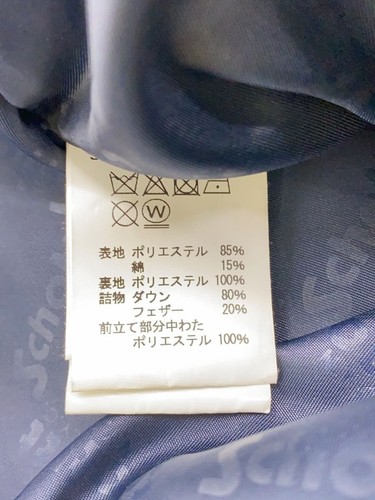 W
表地 ポリエステル 85%
綿 15%
裏地 ポリエステル 100%
詰物 ダウン 80%
フェザー 20%
前立て部分中わた
ポリエステル 100%
Scho
Scho